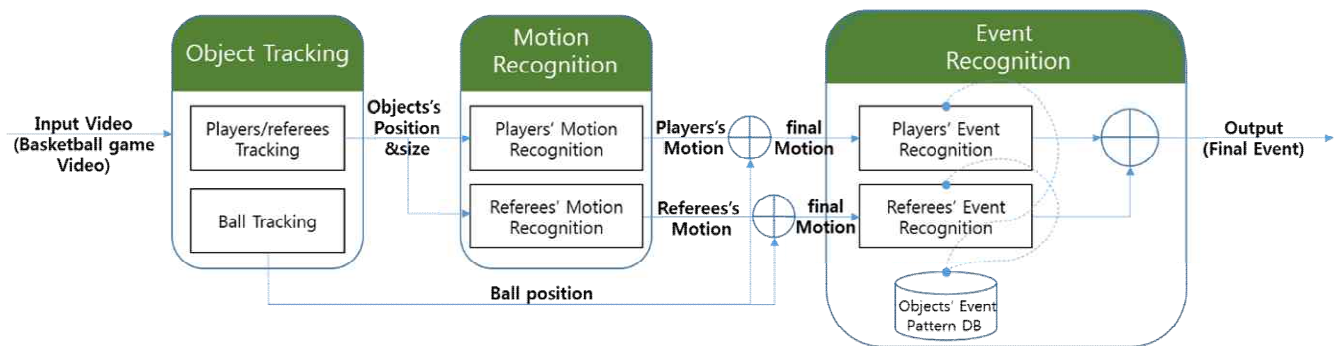 Object Tracking
Motion
Recognition
Event
Recognition
Input Video
(Basketball game
Video)
Players/referees
Tracking
Ball Tracking
Objects's
Position
&size
Players' Motion
Recognition
Referees' Motion
Recognition
Players's
Motion
Referees's
Motion
final
Motion
final
Motion
Players' Event
Recognition
Referees' Event
Recognition
Objects' Event
Pattern DB
Output
(Final Event)
Ball position